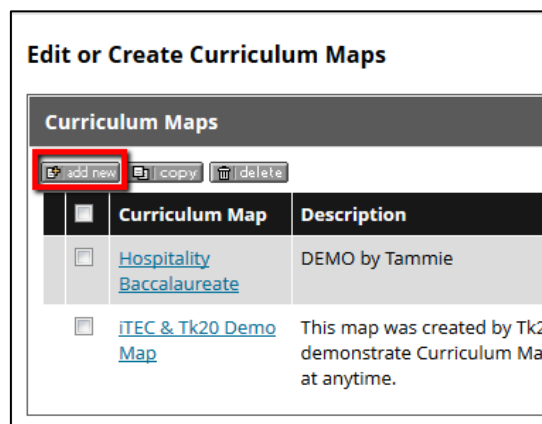 Edit or Create Curriculum Maps
Curriculum Maps
add new copy delete
Curriculum Map Description
Hospitality DEMO by Tammie
Baccalaureate
iTEC & Tk20 Demo This map was created by Tk2
Map demonstrate Curriculum Ma
at anytime.